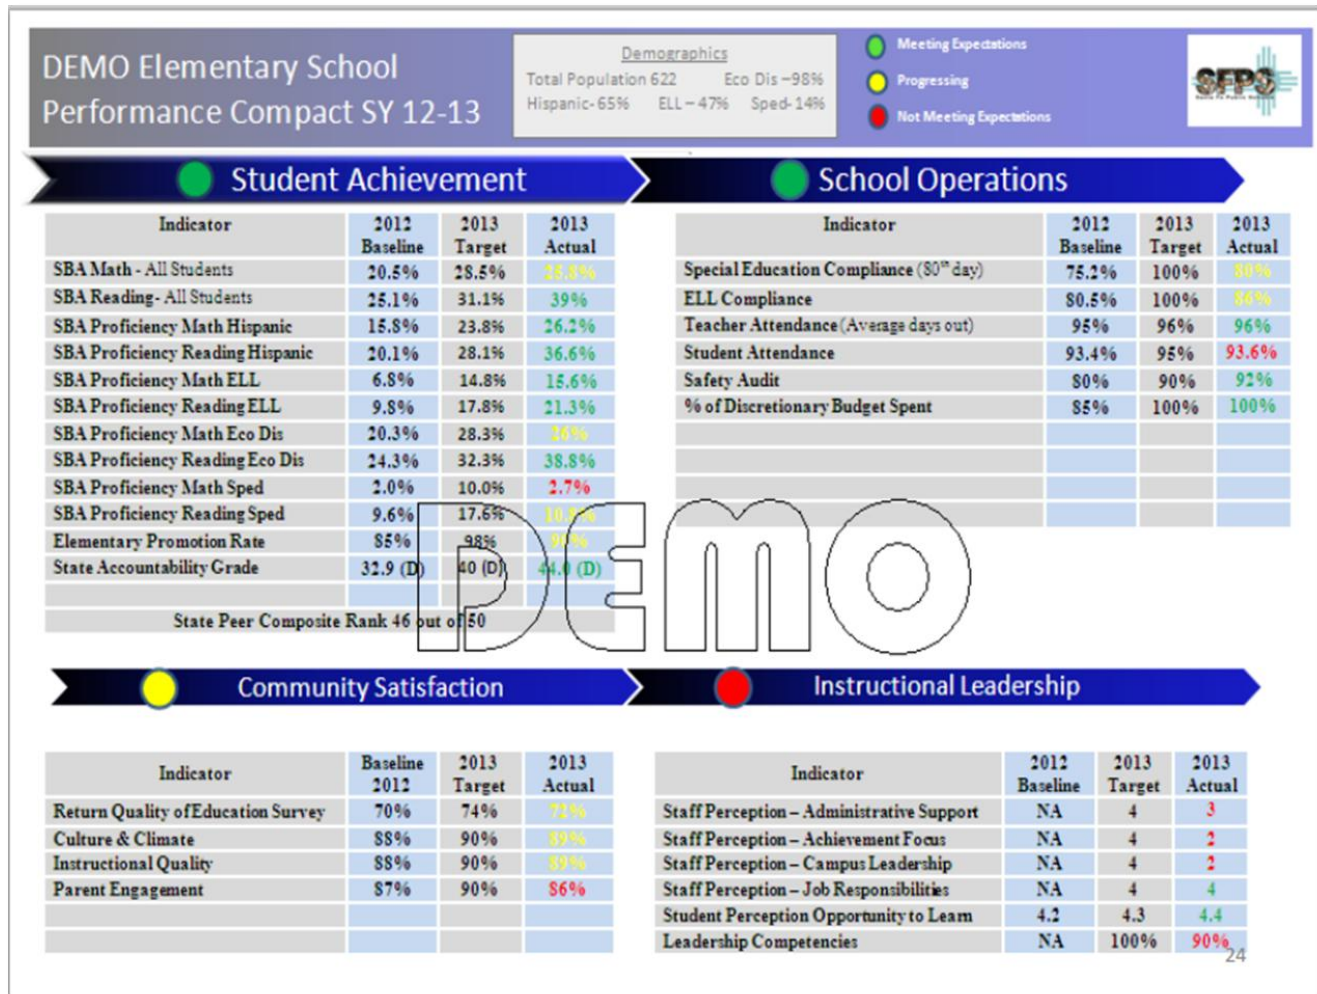 DEMO Elementary School
Performance Compact SY 12-13
Demographics
Total Population 622 Eco Dis –98%
Hispanic- 65% ELL – 47% Sped- 14%
Meeting Expectations
Progressing
Not Meeting Expectations
SFPS
Student Achievement
Indicator 2012 Baseline 2013 Target 2013 Actual
SBA Math - All Students 20.5% 28.5% 25.8%
SBA Reading- All Students 25.1% 31.1% 39%
SBA Proficiency Math Hispanic 15.8% 23.8% 26.2%
SBA Proficiency Reading Hispanic 20.1% 28.1% 36.6%
SBA Proficiency Math ELL 6.8% 14.8% 15.6%
SBA Proficiency Reading ELL 9.8% 17.8% 21.3%
SBA Proficiency Math Eco Dis 20.3% 28.3% 26%
SBA Proficiency Reading Eco Dis 24.3% 32.3% 38.8%
SBA Proficiency Math Sped 2.0% 10.0% 2.7%
SBA Proficiency Reading Sped 9.6% 17.6%
Elementary Promotion Rate 85% 98%
State Accountability Grade 32.9 (D) 40 (D) 44.0 (D)
State Peer Composite Rank 46 out of 50
School Operations
Indicator 2012 Baseline 2013 Target 2013 Actual
Special Education Compliance (80th day) 75.2% 100% 80%
ELL Compliance 80.5% 100% 86%
Teacher Attendance (Average days out) 95% 96% 96%
Student Attendance 93.4% 95% 93.6%
Safety Audit 80% 90% 92%
% of Discretionary Budget Spent 85% 100% 100%
DEMO
Community Satisfaction
Indicator Baseline 2012 2013 Target 2013 Actual
Return Quality of Education Survey 70% 74% 72%
Culture & Climate 88% 90% 89%
Instructional Quality 88% 90% 89%
Parent Engagement 87% 90% 86%
Instructional Leadership
Indicator 2012 Baseline 2013 Target 2013 Actual
Staff Perception – Administrative Support NA 4 3
Staff Perception – Achievement Focus NA 4 2
Staff Perception – Campus Leadership NA 4 2
Staff Perception – Job Responsibilities NA 4 4
Student Perception Opportunity to Learn 4.2 4.3 4.4
Leadership Competencies NA 100% 90%
24